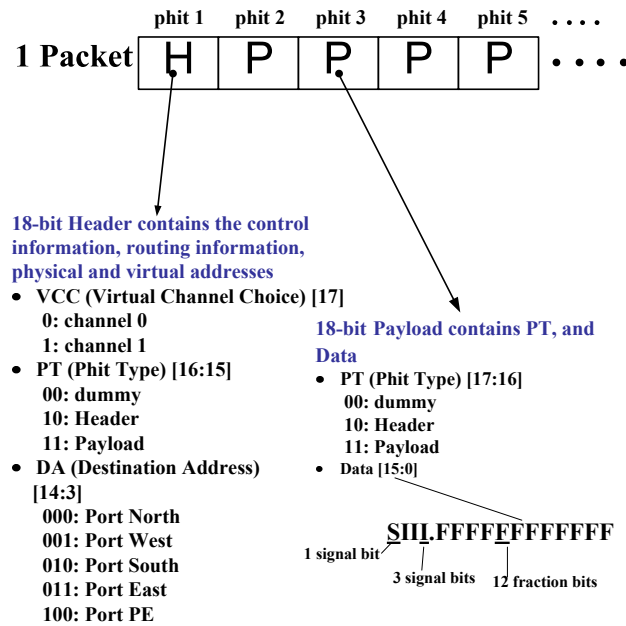 phit 1 phit 2 phit 3 phit 4 phit 5 ....
1 Packet H P P P P ....
18-bit Header contains the control
information, routing information,
physical and virtual addresses
• VCC (Virtual Channel Choice) [17]
0: channel 0
1: channel 1
• PT (Phit Type) [16:15]
00: dummy
10: Header
11: Payload
• DA (Destination Address)
[14:3]
000: Port North
001: Port West
010: Port South
011: Port East
100: Port PE
18-bit Payload contains PT, and
Data
• PT (Phit Type) [17:16]
00: dummy
10: Header
11: Payload
• Data [15:0]
SIII.FFFFFFFFFFFF
1 signal bit
3 signal bits
12 fraction bits